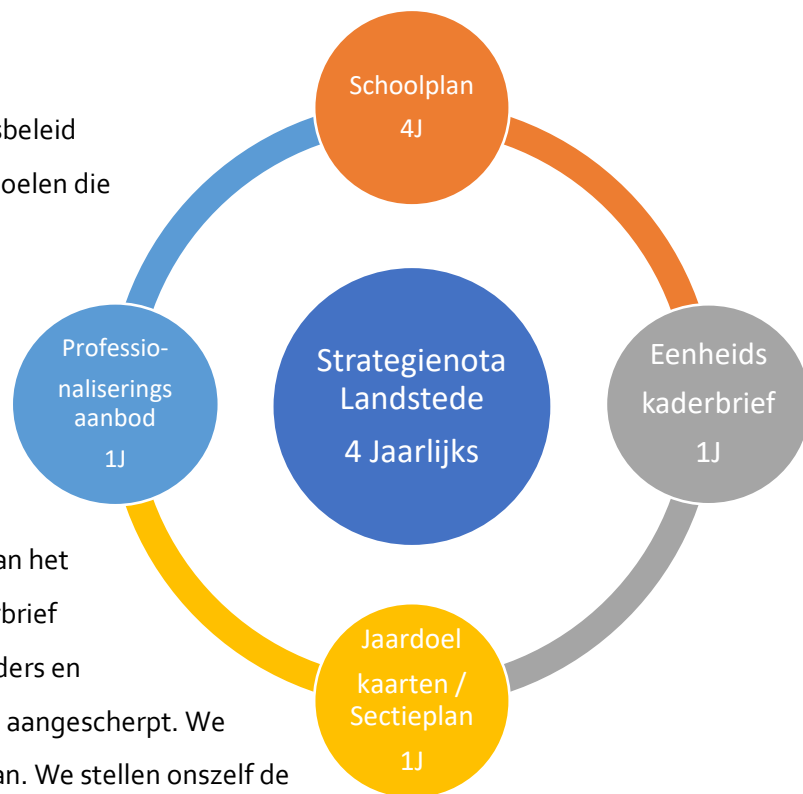 Schoolplan
4J
sbeleid
oelen die
Professio-
naliserings
aanbod
1J
Strategienota
Landstede
4 Jaarlijks
Eenheids
kaderbrief
1J
an het
brief
ders en
aangescherpt. We
an. We stellen onszelf de
Jaardoel
kaarten /
Sectieplan
1J